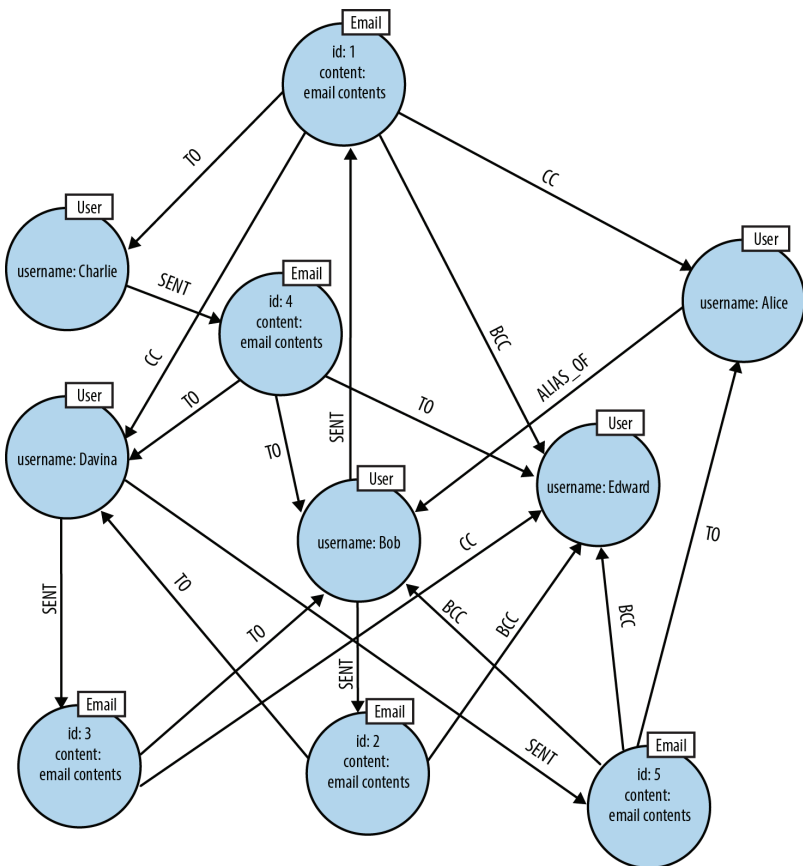 Email
id: 1
content:
email contents
TO
CC
User
username: Charlie
SENT
Email
id: 4
content:
email contents
User
username: Alice
CC
BCC
ALIAS_OF
TO
TO
TO
SENT
User
username: Davina
User
username: Edward
User
username: Bob
CC
TO
SENT
TO
TO
BCC
BCC
BCC
SENT
SENT
Email
id: 3
content:
email contents
Email
id: 2
content:
email contents
Email
id: 5
content:
email contents